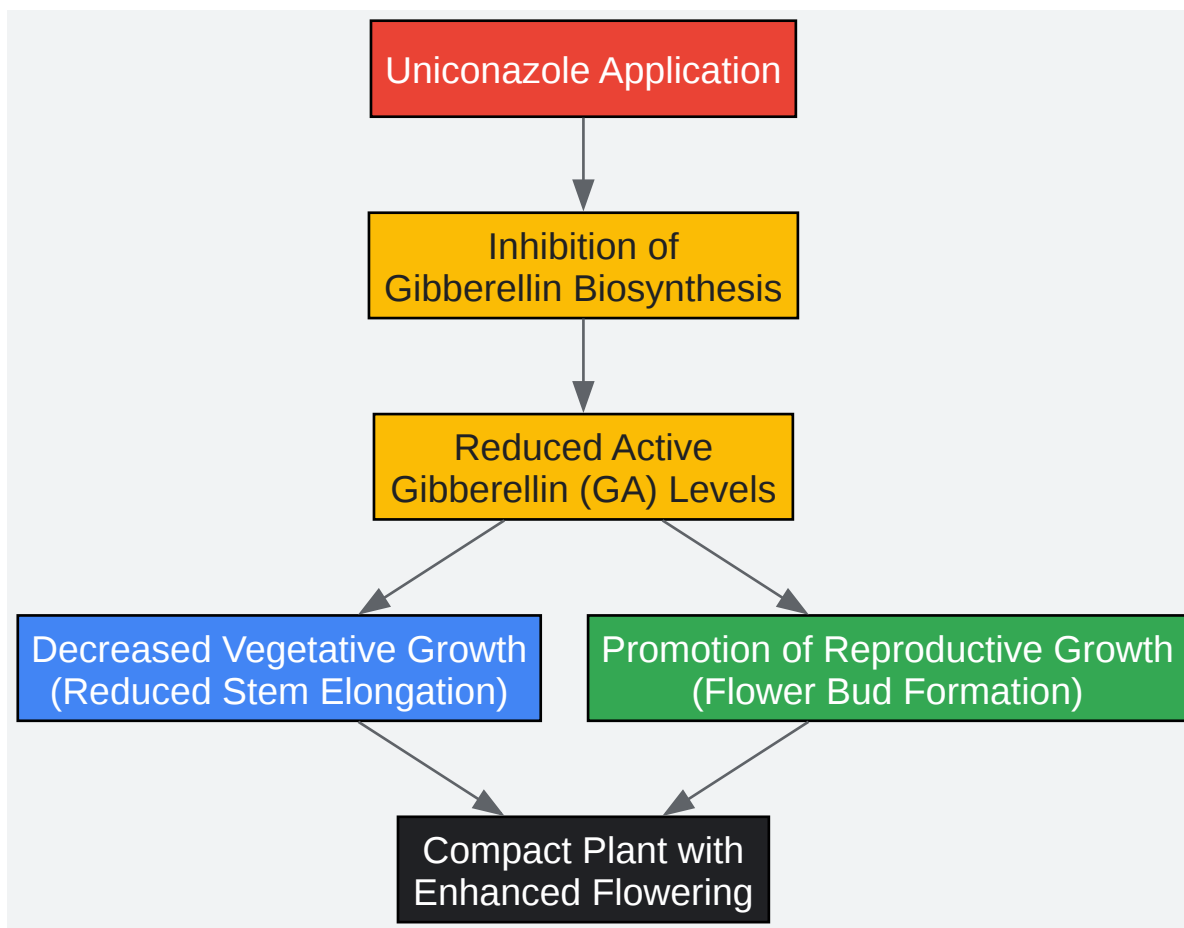 Uniconazole Application
Inhibition of
Gibberellin Biosynthesis
Reduced Active
Gibberellin (GA) Levels
Decreased Vegetative Growth
(Reduced Stem Elongation)
Promotion of Reproductive Growth
(Flower Bud Formation)
Compact Plant with
Enhanced Flowering